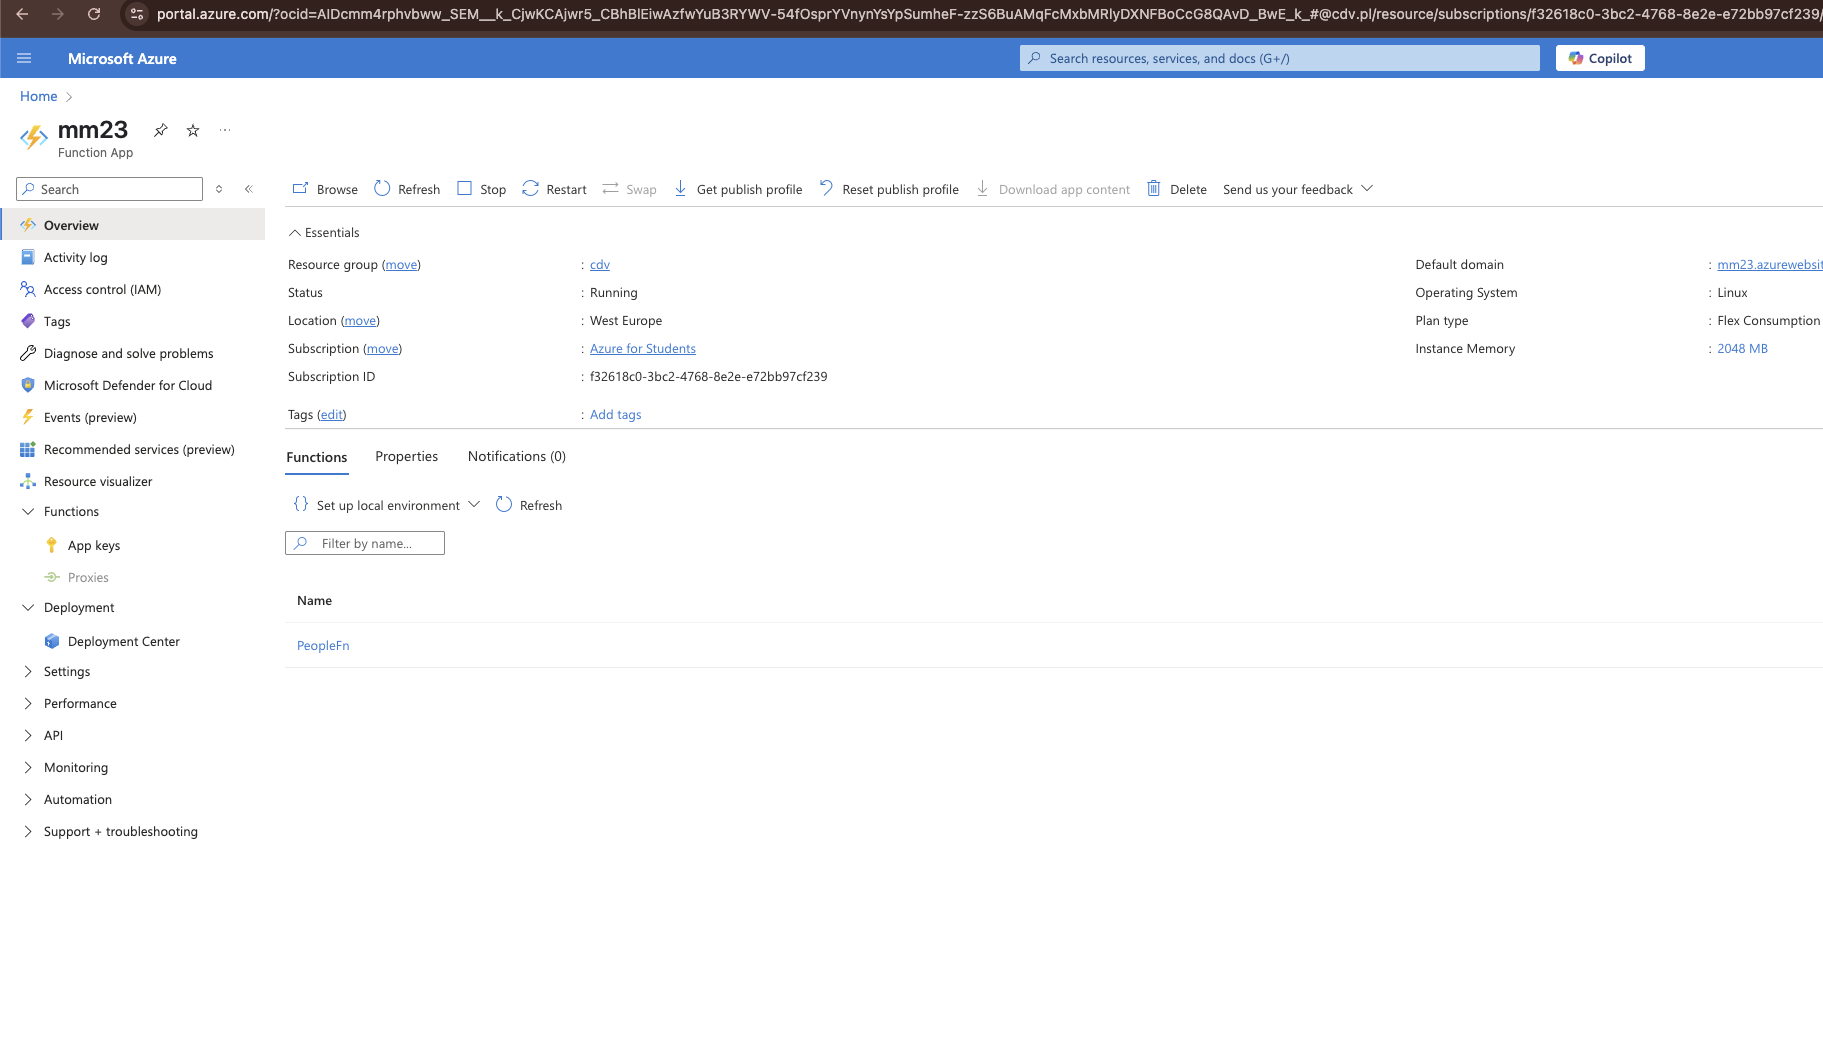 portal.azure.com/?ocid=AIDcmm4rphvbww_SEM__k_CjwKCAjwr5_CBhBlEiwAzfwYuB3RYWV-54fOsprYVnynYsYpSumheF-zzS6BuAMqFcMxbMRlyDXNFBoCcG8QAvD_BwE_k_#@cdv.pl/resource/subscriptions/f32618c0-3bc2-4768-8e2e-e72bb97cf239/
Microsoft Azure
Search resources, services, and docs (G+/)
Copilot
Home
mm23
Function App
Search
Browse Refresh Stop Restart Swap Get publish profile Reset publish profile Download app content Delete Send us your feedback
Overview
Activity log
Access control (IAM)
Tags
Diagnose and solve problems
Microsoft Defender for Cloud
Events (preview)
Recommended services (preview)
Resource visualizer
Functions
App keys
Proxies
Deployment
Deployment Center
Settings
Performance
API
Monitoring
Automation
Support + troubleshooting
Essentials
Resource group (move) : cdv
Status : Running
Location (move) : West Europe
Subscription (move) : Azure for Students
Subscription ID : f32618c0-3bc2-4768-8e2e-e72bb97cf239
Tags (edit) : Add tags
Default domain : mm23.azurewebsit
Operating System : Linux
Plan type : Flex Consumption
Instance Memory : 2048 MB
Functions Properties Notifications (0)
{} Set up local environment Refresh
Filter by name...
Name
PeopleFn